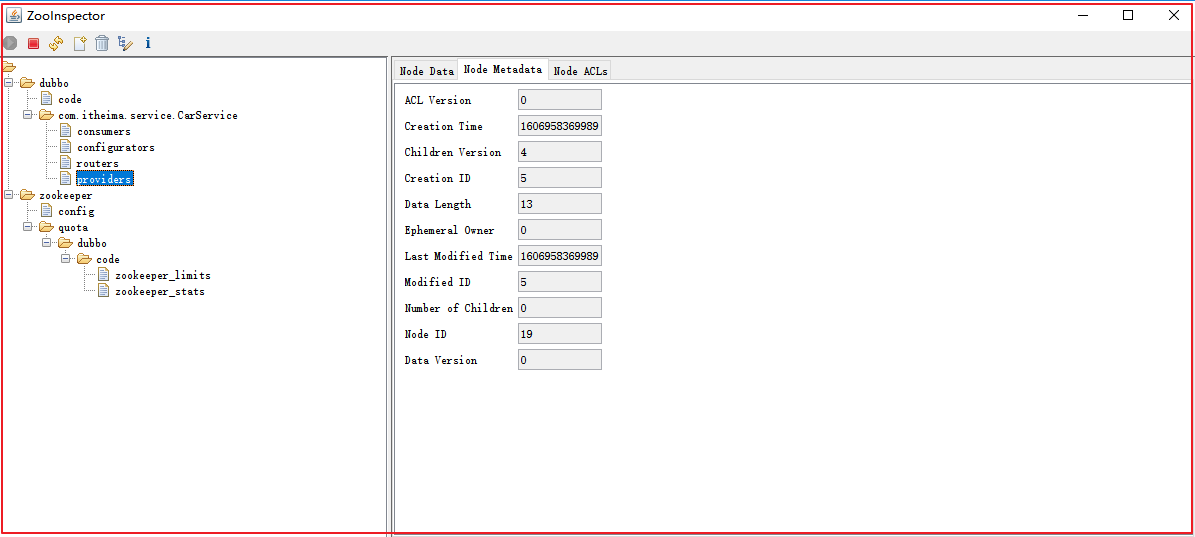 ZooInspector
dubbo
code
com.itheima.service.CarService
consumers
configurators
routers
providers
zookeeper
config
quota
dubbo
code
zookeeper_limits
zookeeper_stats
Node Data Node Metadata Node ACLs
ACL Version 0
Creation Time 1606958369989
Children Version 4
Creation ID 5
Data Length 13
Ephemeral Owner 0
Last Modified Time 1606958369989
Modified ID 5
Number of Children 0
Node ID 19
Data Version 0